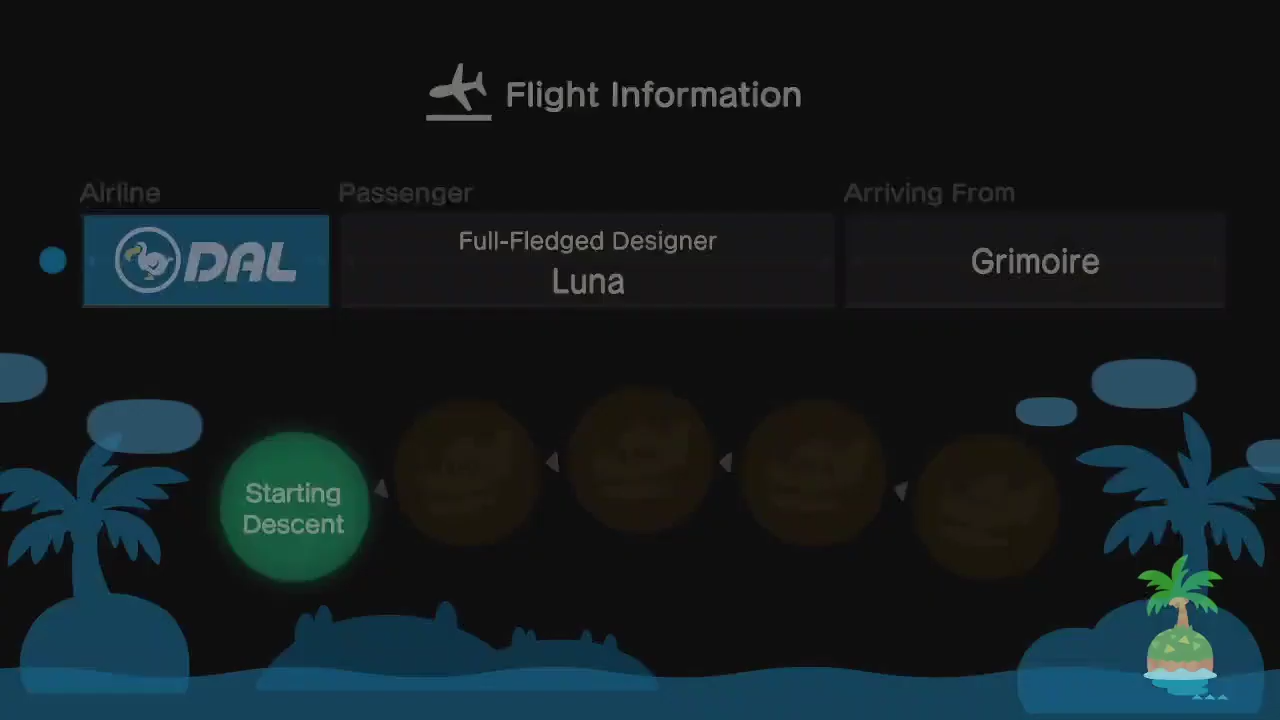 Flight Information
Airline
Passenger
Arriving From
DAL
Full-Fledged Designer
Luna
Grimoire
Starting
Descent